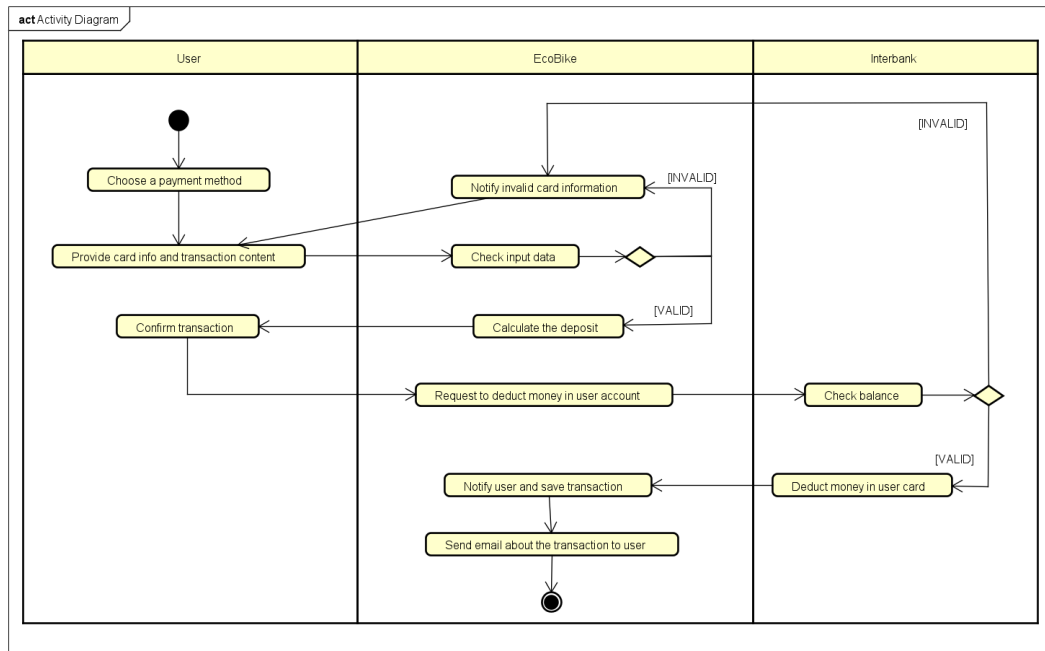 act Activity Diagram
User
EcoBike
Interbank
[INVALID]
Choose a payment method
Notify invalid card information
[INVALID]
Provide card info and transaction content
Check input data
[VALID]
Confirm transaction
Calculate the deposit
Request to deduct money in user account
Check balance
[VALID]
Notify user and save transaction
Deduct money in user card
Send email about the transaction to user